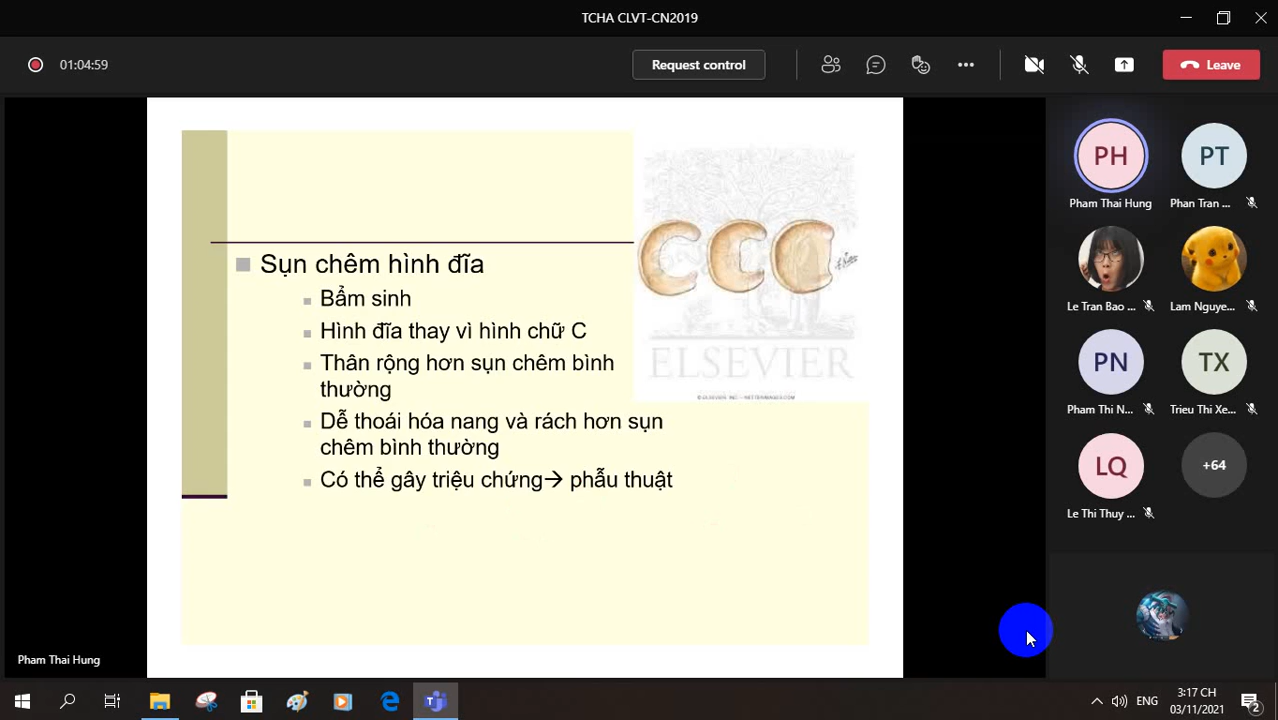 TCHA CLVT-CN2019
01:04:59
Request control
Leave
Sụn chêm hình đĩa
Bẩm sinh
Hình đĩa thay vì hình chữ C
Thân rộng hơn sụn chêm bình
thường
Dễ thoái hóa nang và rách hơn sụn
chêm bình thường
Có thể gây triệu chứng→ phẫu thuật
ELSEVIER
PH
PT
Pham Thai Hung
Phan Tran ...
Le Tran Bao ...
Lam Nguye...
PN
TX
Pham Thi N...
Trieu Thi Xe...
LQ
+64
Le Thi Thuy ...
Pham Thai Hung
ENG
3:17 CH
03/11/2021
2